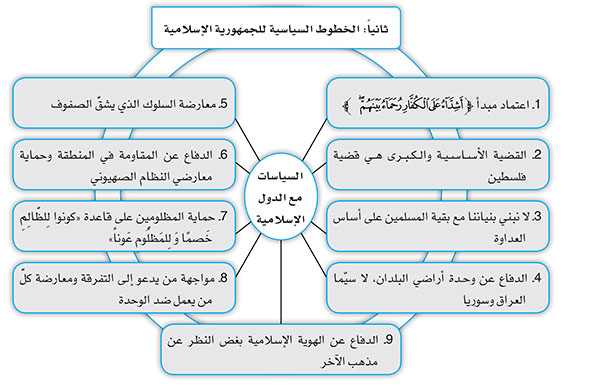 ثانياً: الخطوط السياسية للجمهورية الإسلامية
السياسات
مع الدول
الإسلامية
1. اعتماد مبدأ ﴿أَشِدَّاءُ عَلَى الْكُفَّارِ رُحَمَاءُ بَيْنَهُمْ ۖ﴾
2. القضية الأساسية والكبرى هي قضية
فلسطين
3. لا نبني بنياننا مع بقية المسلمين على أساس
العداوة
4. الدفاع عن وحدة أراضي البلدان، لا سيّما
العراق وسوريا
5. معارضة السلوك الذي يشقّ الصفوف
6. الدفاع عن المقاومة في المنطقة وحماية
معارضي النظام الصهيوني
7. حماية المظلومين على قاعدة «كونوا لِلظّالِمِ
خَصمًا وَ لِلمَظلُومِ عَوناً»
8. مواجهة من يدعو إلى التفرقة ومعارضة كلّ
من يعمل ضد الوحدة
9. الدفاع عن الهوية الإسلامية بغض النظر عن
مذهب الآخر